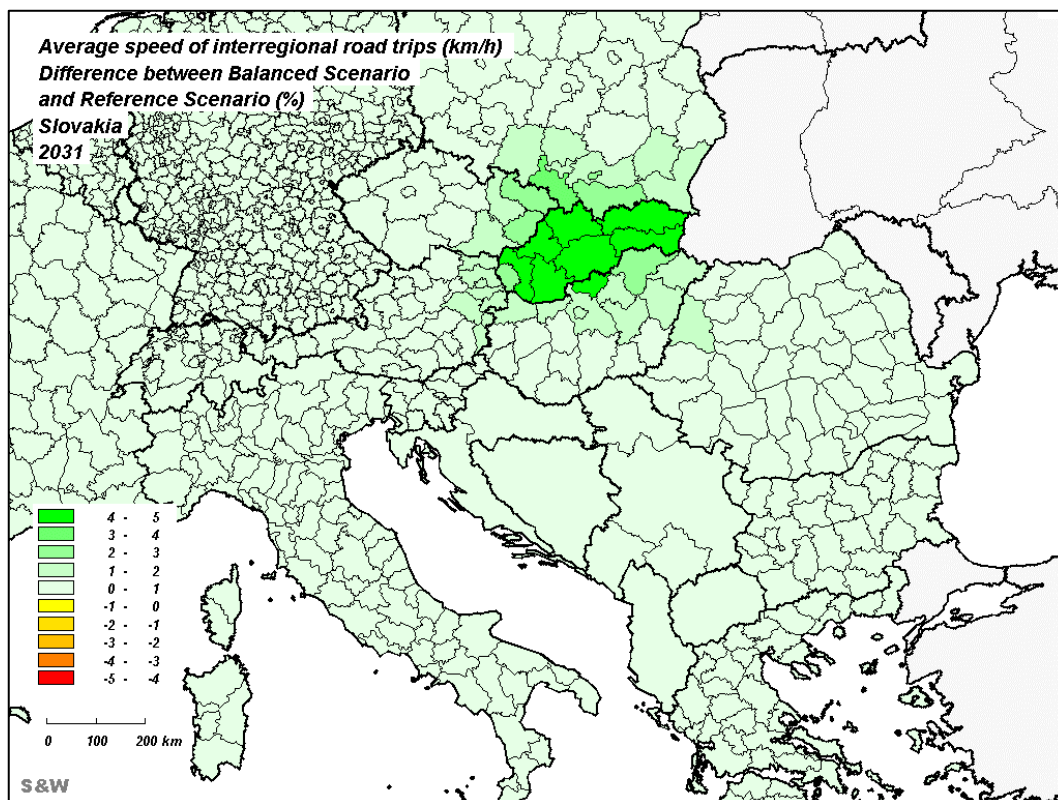 Average speed of interregional road trips (km/h)
Difference between Balanced Scenario
and Reference Scenario (%)
Slovakia
2031
4 - 5
3 - 4
2 - 3
1 - 2
0 - 1
-1 - 0
-2 - -1
-3 - -2
-4 - -3
-5 - -4
0 100 200 km
S&W